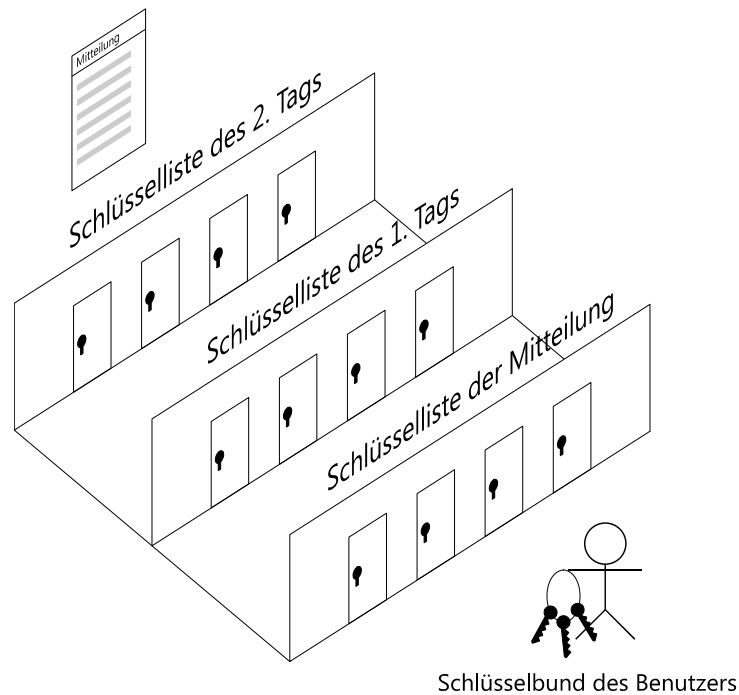 Mitteilung
Schlüsselliste des 2. Tags
Schlüsselliste des 1. Tags
Schlüsselliste der Mitteilung
Schlüsselbund des Benutzers